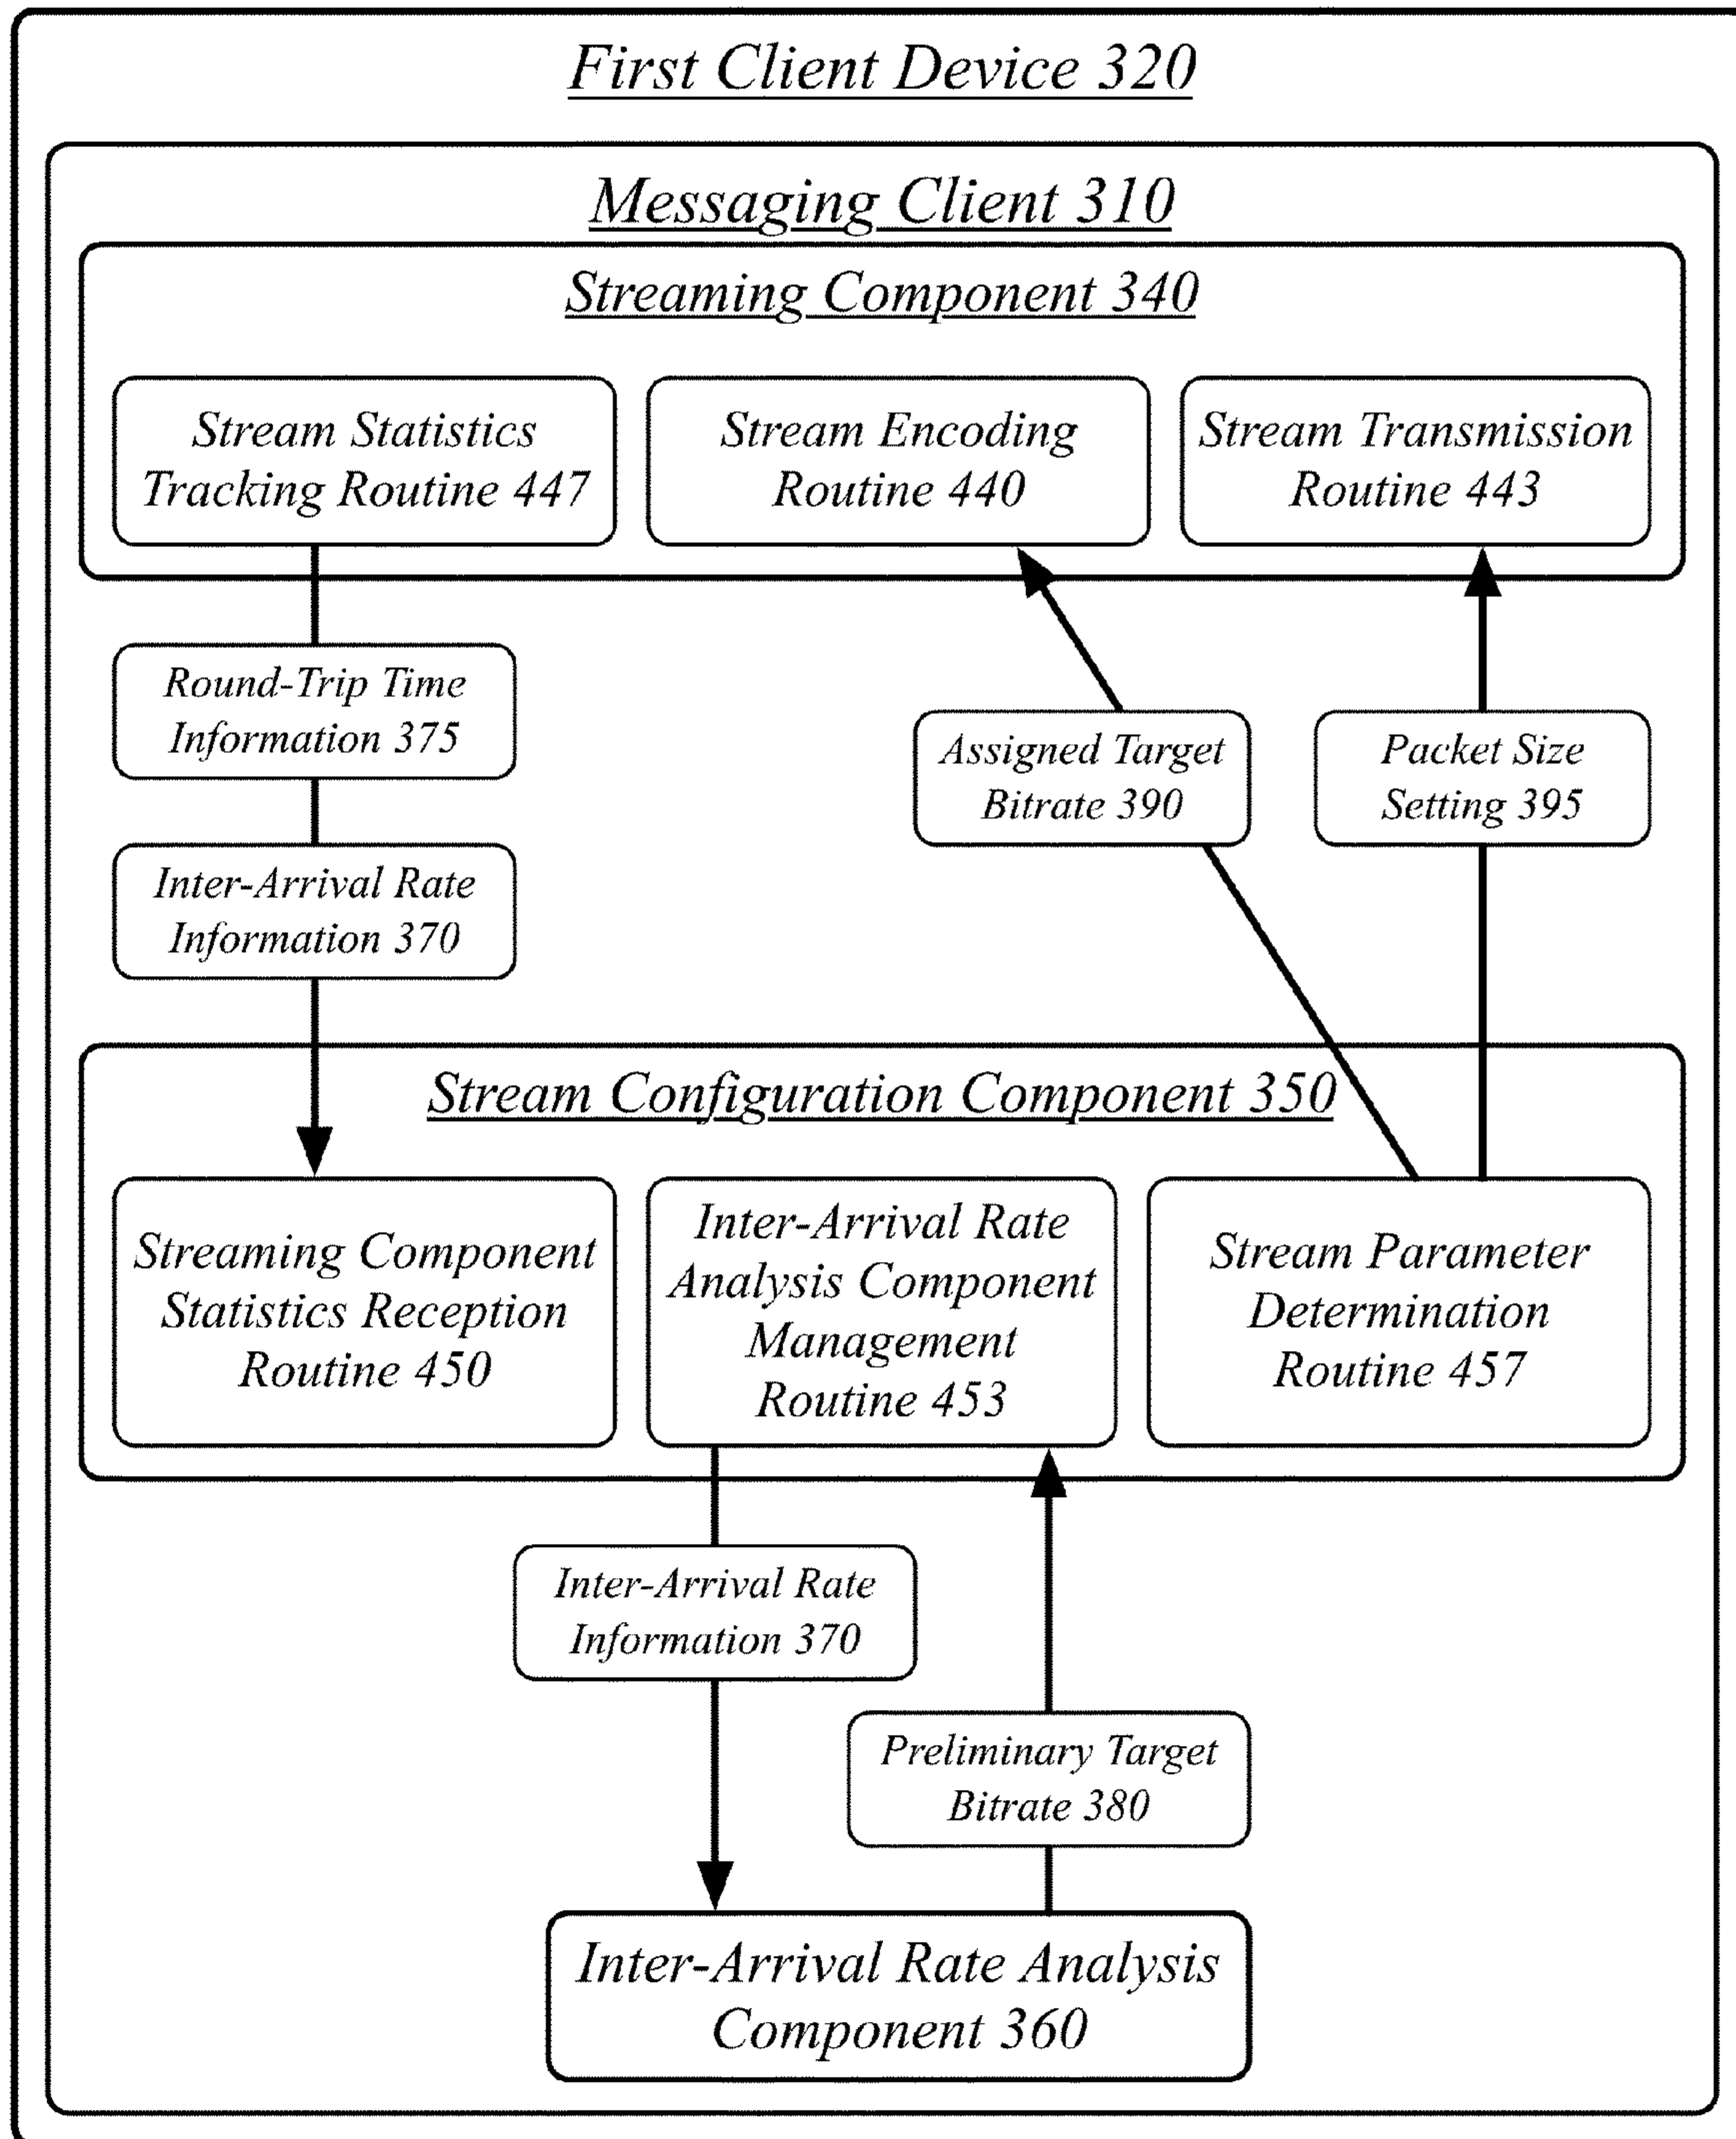 First Client Device 320
Messaging Client 310
Streaming Component 340
Stream Statistics
Tracking Routine 447
Stream Encoding
Routine 440
Stream Transmission
Routine 443
Round-Trip Time
Information 375
Inter-Arrival Rate
Information 370
Assigned Target
Bitrate 390
Packet Size
Setting 395
Stream Configuration Component 350
Streaming Component
Statistics Reception
Routine 450
Inter-Arrival Rate
Analysis Component
Management
Routine 453
Stream Parameter
Determination
Routine 457
Inter-Arrival Rate
Information 370
Preliminary Target
Bitrate 380
Inter-Arrival Rate Analysis
Component 360